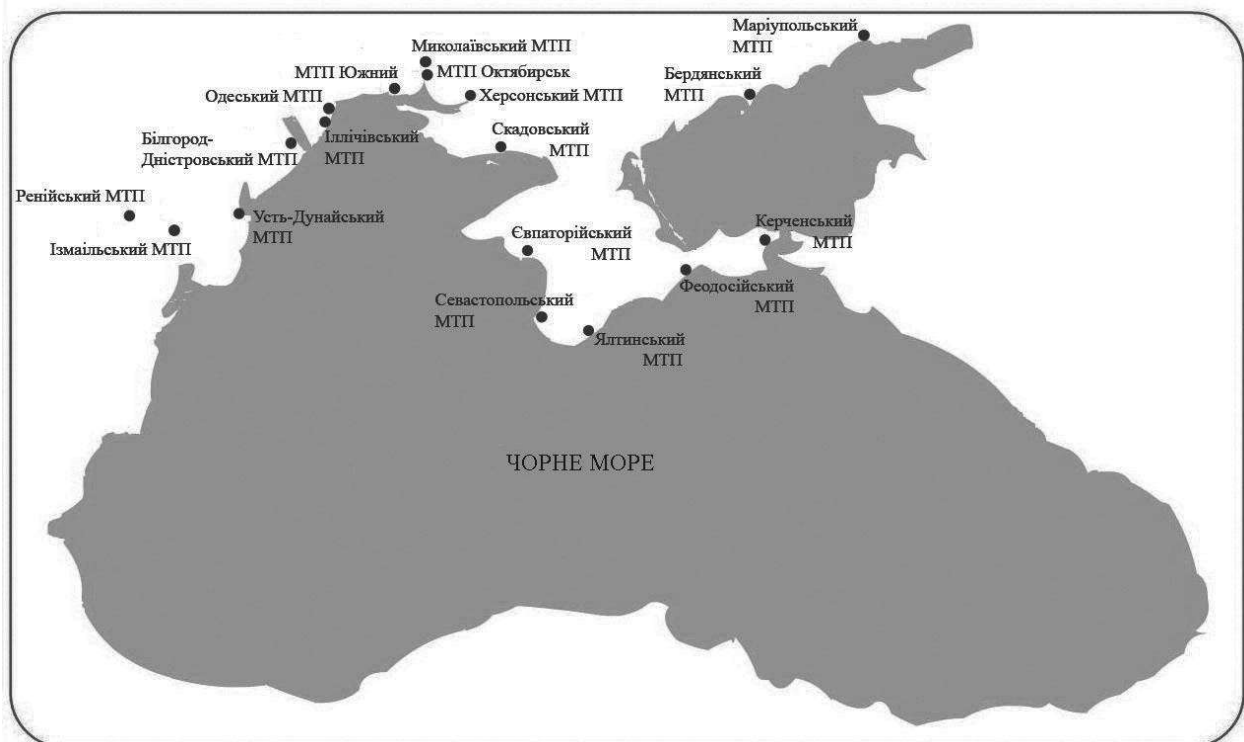 Маріупольський
МТП
Миколаївський МТП
МТП Южний
МТП Октябирськ
Бердянський
МТП
Одеський МТП
Херсонський МТП
Іллічівський
МТП
Скадовський
МТП
Білгород-
Дністровський МТП
Ренійський МТП
Усть-Дунайський
МТП
Керченський
МТП
Ізмаільський МТП
Євпаторійський
МТП
Феодосійський
МТП
Севастопольський
МТП
Ялтинський
МТП
ЧОРНЕ МОРЕ